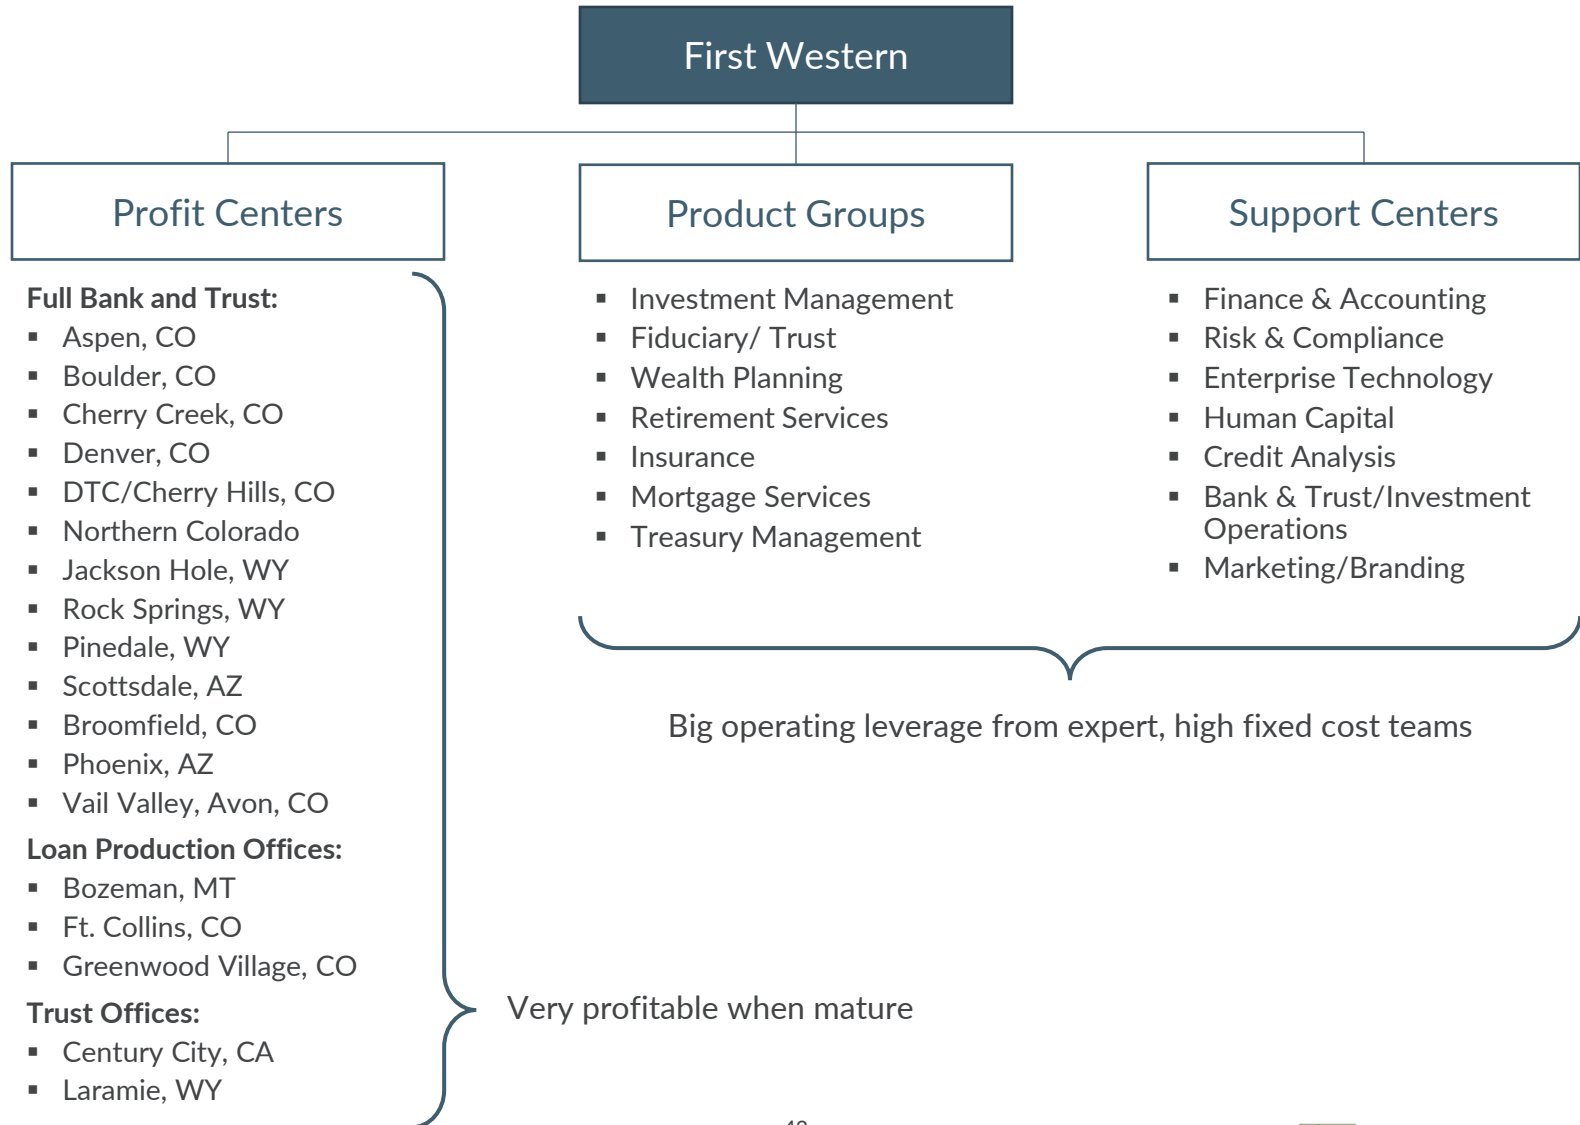 First Western
Profit Centers
Full Bank and Trust:
▪ Aspen, CO
▪ Boulder, CO
▪ Cherry Creek, CO
▪ Denver, CO
▪ DTC/Cherry Hills, CO
▪ Northern Colorado
▪ Jackson Hole, WY
▪ Rock Springs, WY
▪ Pinedale, WY
▪ Scottsdale, AZ
▪ Broomfield, CO
▪ Phoenix, AZ
▪ Vail Valley, Avon, CO
Loan Production Offices:
▪ Bozeman, MT
▪ Ft. Collins, CO
▪ Greenwood Village, CO
Trust Offices:
▪ Century City, CA
▪ Laramie, WY
Very profitable when mature
Product Groups
▪ Investment Management
▪ Fiduciary/ Trust
▪ Wealth Planning
▪ Retirement Services
▪ Insurance
▪ Mortgage Services
▪ Treasury Management
Support Centers
▪ Finance & Accounting
▪ Risk & Compliance
▪ Enterprise Technology
▪ Human Capital
▪ Credit Analysis
▪ Bank & Trust/Investment
Operations
▪ Marketing/Branding
Big operating leverage from expert, high fixed cost teams